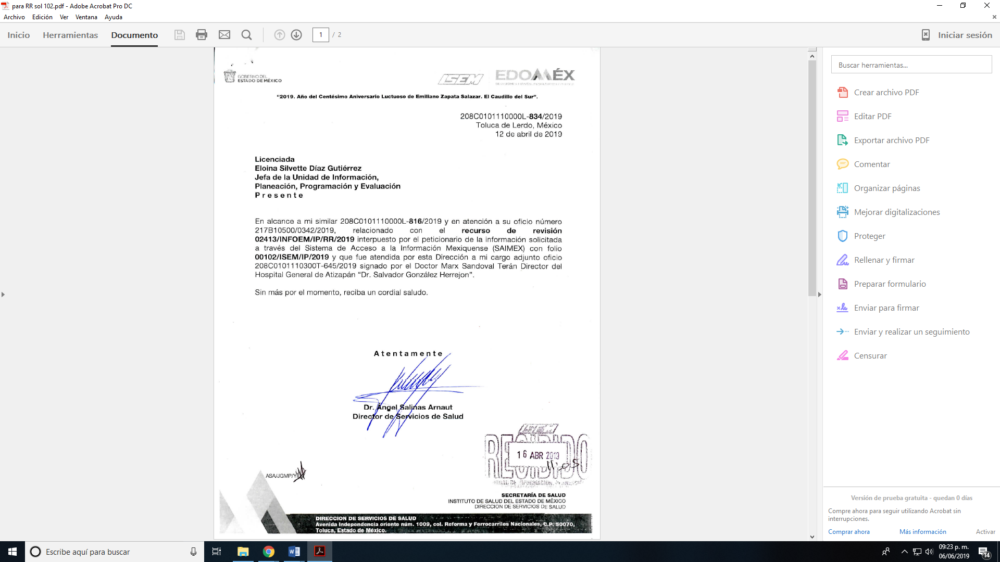 para RR sol 102.pdf - Adobe Acrobat Pro DC
Archivo Edición Ver Ventana Ayuda
Inicio Herramientas Documento 1 / 2 Iniciar sesión
GOBIERNO DEL
ESTADO DE MÉXICO
ISEM
EDOMÉX
"2019. Año del Centésimo Aniversario Luctuoso de Emiliano Zapata Salazar. El Caudillo del Sur".
208C0101110000L-834/2019
Toluca de Lerdo, México
12 de abril de 2019
Licenciada
Eloina Silvette Díaz Gutiérrez
Jefa de la Unidad de Información,
Planeación, Programación y Evaluación
P r e s e n t e
En alcance a mi similar 208C0101110000L-816/2019 y en atención a su oficio número
217B10500/0342/2019, relacionado con el recurso de revisión
02413/INFOEM/IP/RR/2019 interpuesto por el peticionario de la información solicitada
a través del Sistema de Acceso a la Información Mexiquense (SAIMEX) con folio
00102/ISEM/IP/2019 y que fue atendida por esta Dirección a mi cargo adjunto oficio
208C0101110300T-645/2019 signado por el Doctor Marx Sandoval Terán Director del
Hospital General de Atizapán "Dr. Salvador González Herrejon".
Sin más por el momento, reciba un cordial saludo.
A t e n t a m e n t e
Dr. Ángel Salinas Arnaut
Director de Servicios de Salud
ISEM
RECIBIDO
16 ABR 2019
ASA/JGMP/
SECRETARÍA DE SALUD
INSTITUTO DE SALUD DEL ESTADO DE MÉXICO
DIRECCION DE SERVICIOS DE SALUD
DIRECCION DE SERVICIOS DE SALUD
Avenida Independencia oriente núm. 1009, col. Reforma y Ferrocarriles Nacionales, C.P. 50070,
Toluca, Estado de México.
Buscar herramientas...
Crear archivo PDF
Editar PDF
Exportar archivo PDF
Comentar
Organizar páginas
Mejorar digitalizaciones
Proteger
Rellenar y firmar
Preparar formulario
Enviar para firmar
Enviar y realizar un seguimiento
Censurar
Versión de prueba gratuita - quedan 0 días
Compre ahora para seguir utilizando Acrobat sin
interrupciones.
Comprar ahora Más información Activar
Escribe aquí para buscar
09:23 p. m.
06/06/2019
14